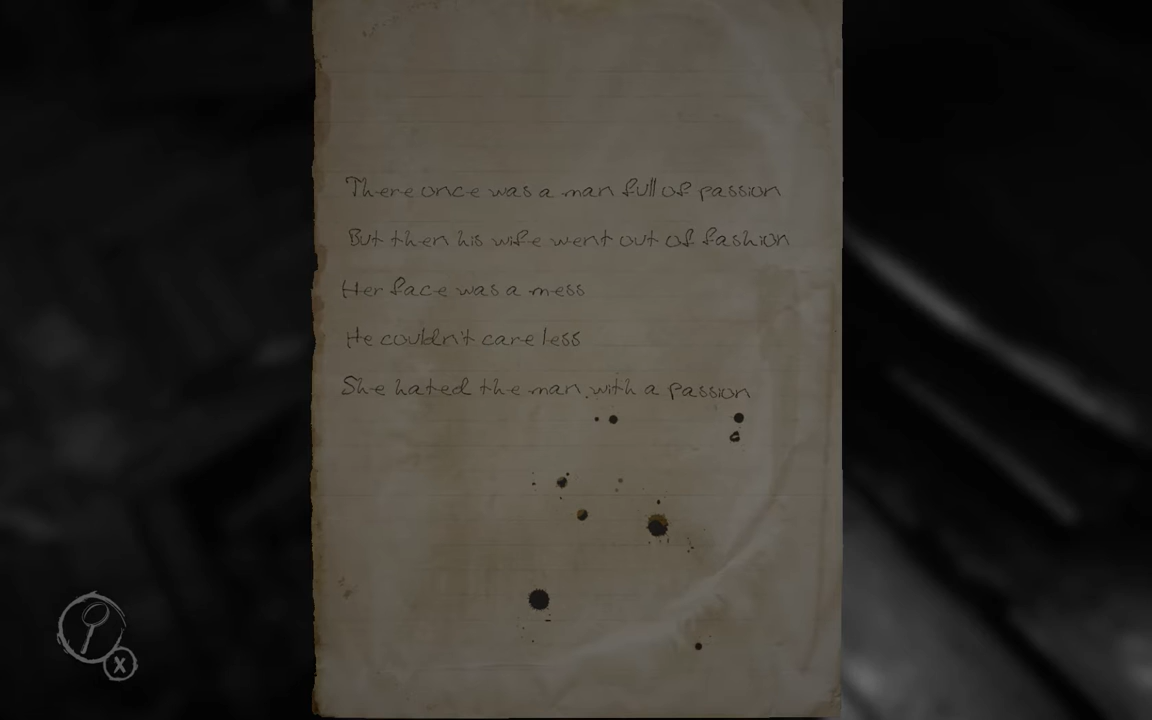 There once was a man full of passion
But then his wife went out of fashion
Her face was a mess
He couldn't care less
She hated the man with a passion
X